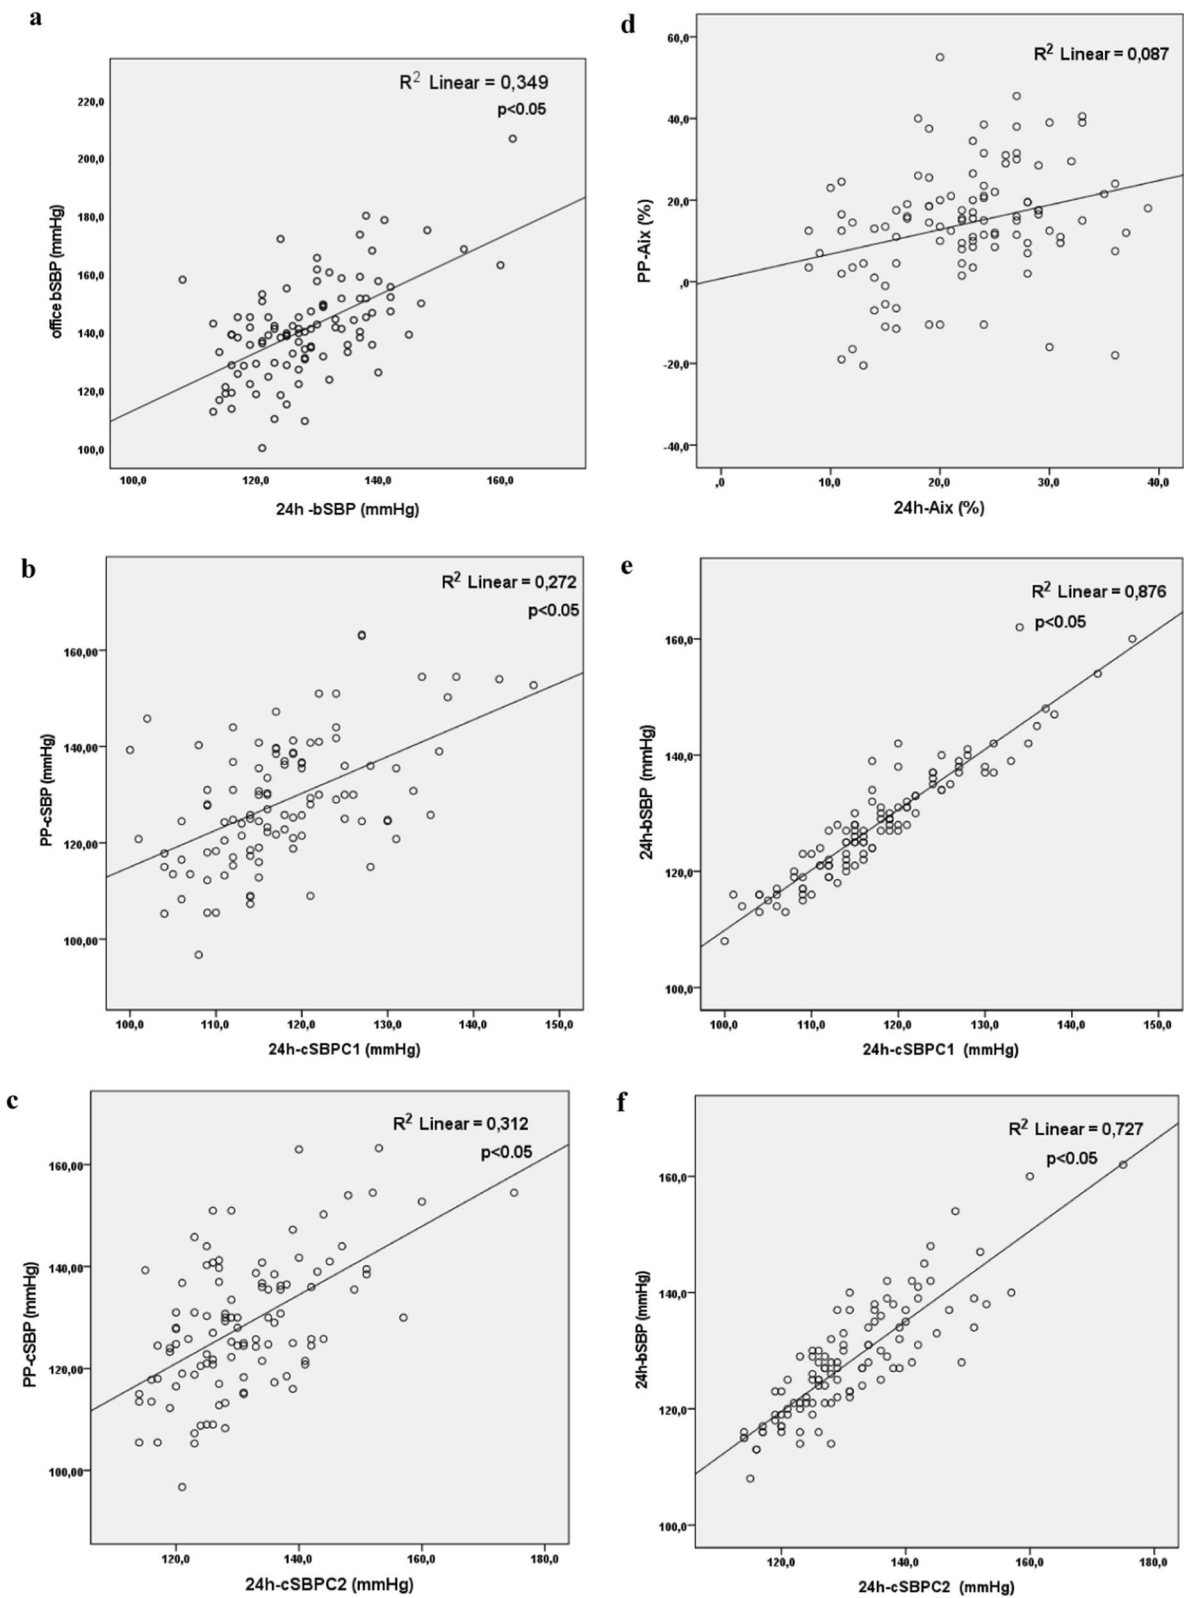 a
R² Linear = 0,349
p<0.05
220,0
200,0
180,0
160,0
140,0
120,0
100,0
office bSBP (mmHg)
100,0 120,0 140,0 160,0
24h -bSBP (mmHg)
d
R² Linear = 0,087
60,0
40,0
20,0
,0
-20,0
-40,0
PP-Aix (%)
,0 10,0 20,0 30,0 40,0
24h-Aix (%)
b
R² Linear = 0,272
p<0.05
160,00
140,00
120,00
100,00
PP-cSBP (mmHg)
100,0 110,0 120,0 130,0 140,0 150,0
24h-cSBPC1 (mmHg)
e
R² Linear = 0,876
p<0.05
160,0
140,0
120,0
100,0
24h-bSBP (mmHg)
100,0 110,0 120,0 130,0 140,0 150,0
24h-cSBPC1 (mmHg)
c
R² Linear = 0,312
p<0.05
160,00
140,00
120,00
100,00
PP-cSBP (mmHg)
120,0 140,0 160,0 180,0
24h-cSBPC2 (mmHg)
f
R² Linear = 0,727
p<0.05
160,0
140,0
120,0
100,0
24h-bSBP (mmHg)
120,0 140,0 160,0 180,0
24h-cSBPC2 (mmHg)